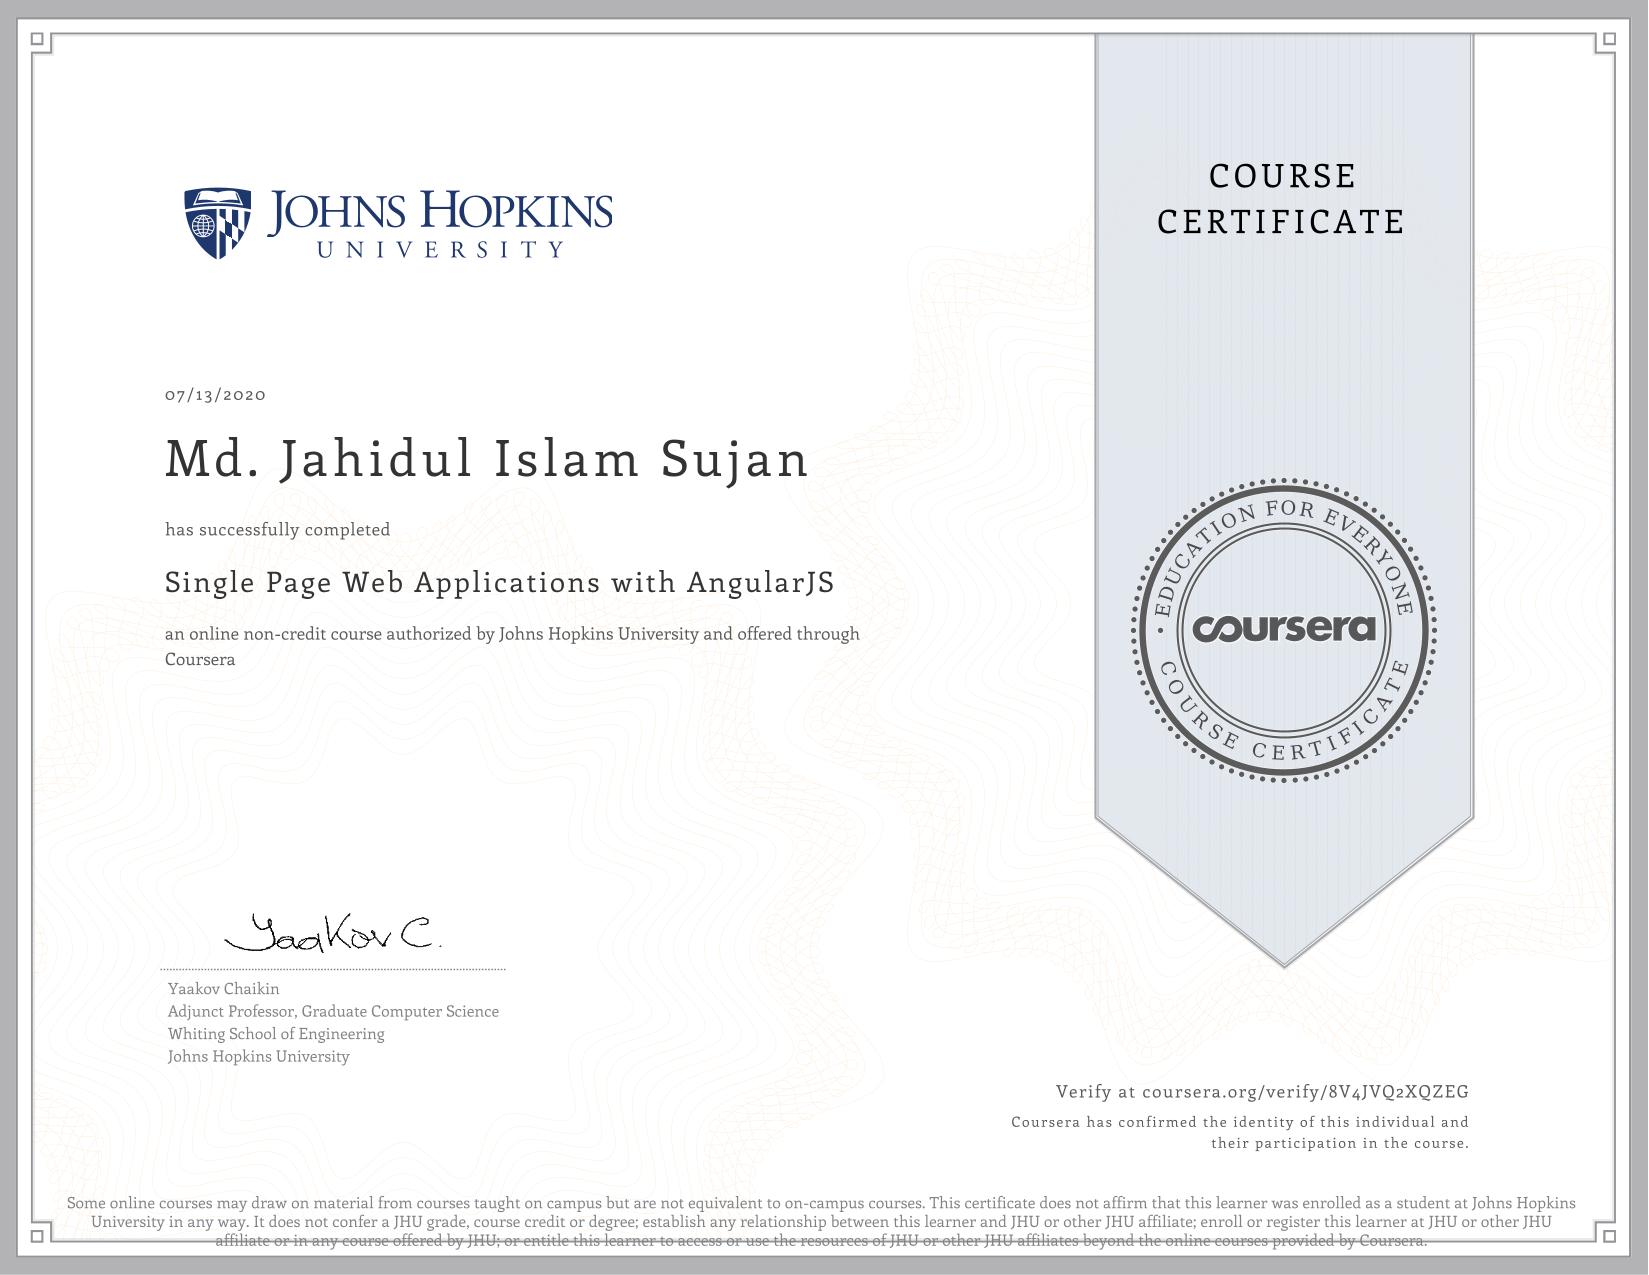 JOHNS HOPKINS
UNIVERSITY
COURSE
CERTIFICATE
07/13/2020
Md. Jahidul Islam Sujan
has successfully completed
Single Page Web Applications with AngularJS
an online non-credit course authorized by Johns Hopkins University and offered through
Coursera
EDUCATION FOR EVERYONE
coursera
COURSE CERTIFICATE
Yaakov C.
Yaakov Chaikin
Adjunct Professor, Graduate Computer Science
Whiting School of Engineering
Johns Hopkins University
Verify at coursera.org/verify/8V4JVQ2XQZEG
Coursera has confirmed the identity of this individual and
their participation in the course.
Some online courses may draw on material from courses taught on campus but are not equivalent to on-campus courses. This certificate does not affirm that this learner was enrolled as a student at Johns Hopkins
University in any way. It does not confer a JHU grade, course credit or degree; establish any relationship between this learner and JHU or other JHU affiliate; enroll or register this learner at JHU or other JHU
affiliate or in any course offered by JHU; or entitle this learner to access or use the resources of JHU or other JHU affiliates beyond the online courses provided by Coursera.